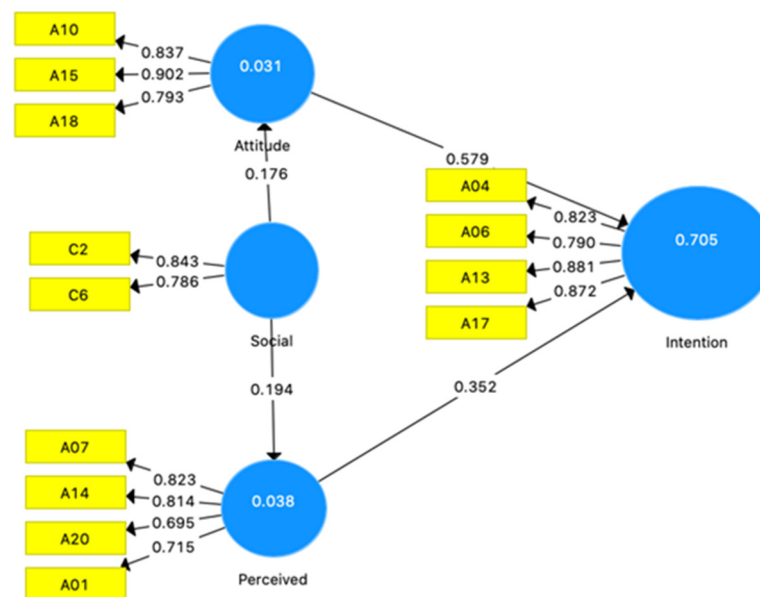 A10
0.837
A15
0.902
A18
0.793
0.031
Attitude
0.176
0.579
C2
0.843
C6
0.786
Social
A04
0.823
A06
0.790
A13
0.881
A17
0.872
0.705
Intention
0.194
0.352
A07
0.823
A14
0.814
A20
0.695
A01
0.715
0.038
Perceived